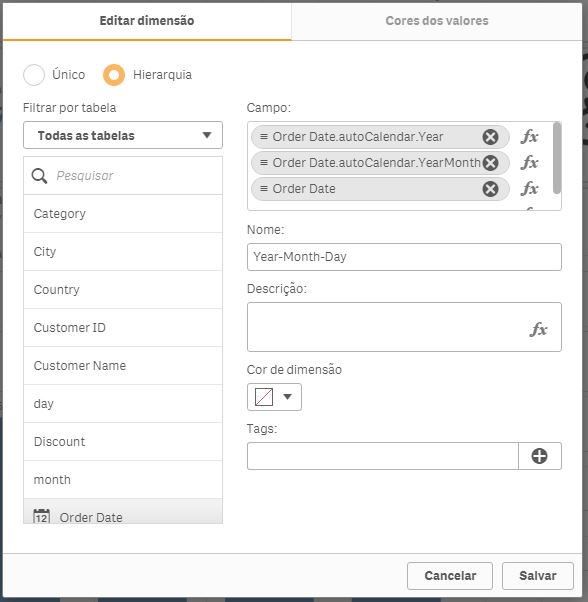 Editar dimensão
Cores dos valores
Único
Hierarquia
Filtrar por tabela
Todas as tabelas
Pesquisar
Category
City
Country
Customer ID
Customer Name
day
Discount
month
12 Order Date
Campo:
Order Date.autoCalendar.Year fx
Order Date.autoCalendar.YearMonth fx
Order Date fx
Nome:
Year-Month-Day
Descrição:
fx
Cor de dimensão
Tags:
Cancelar
Salvar